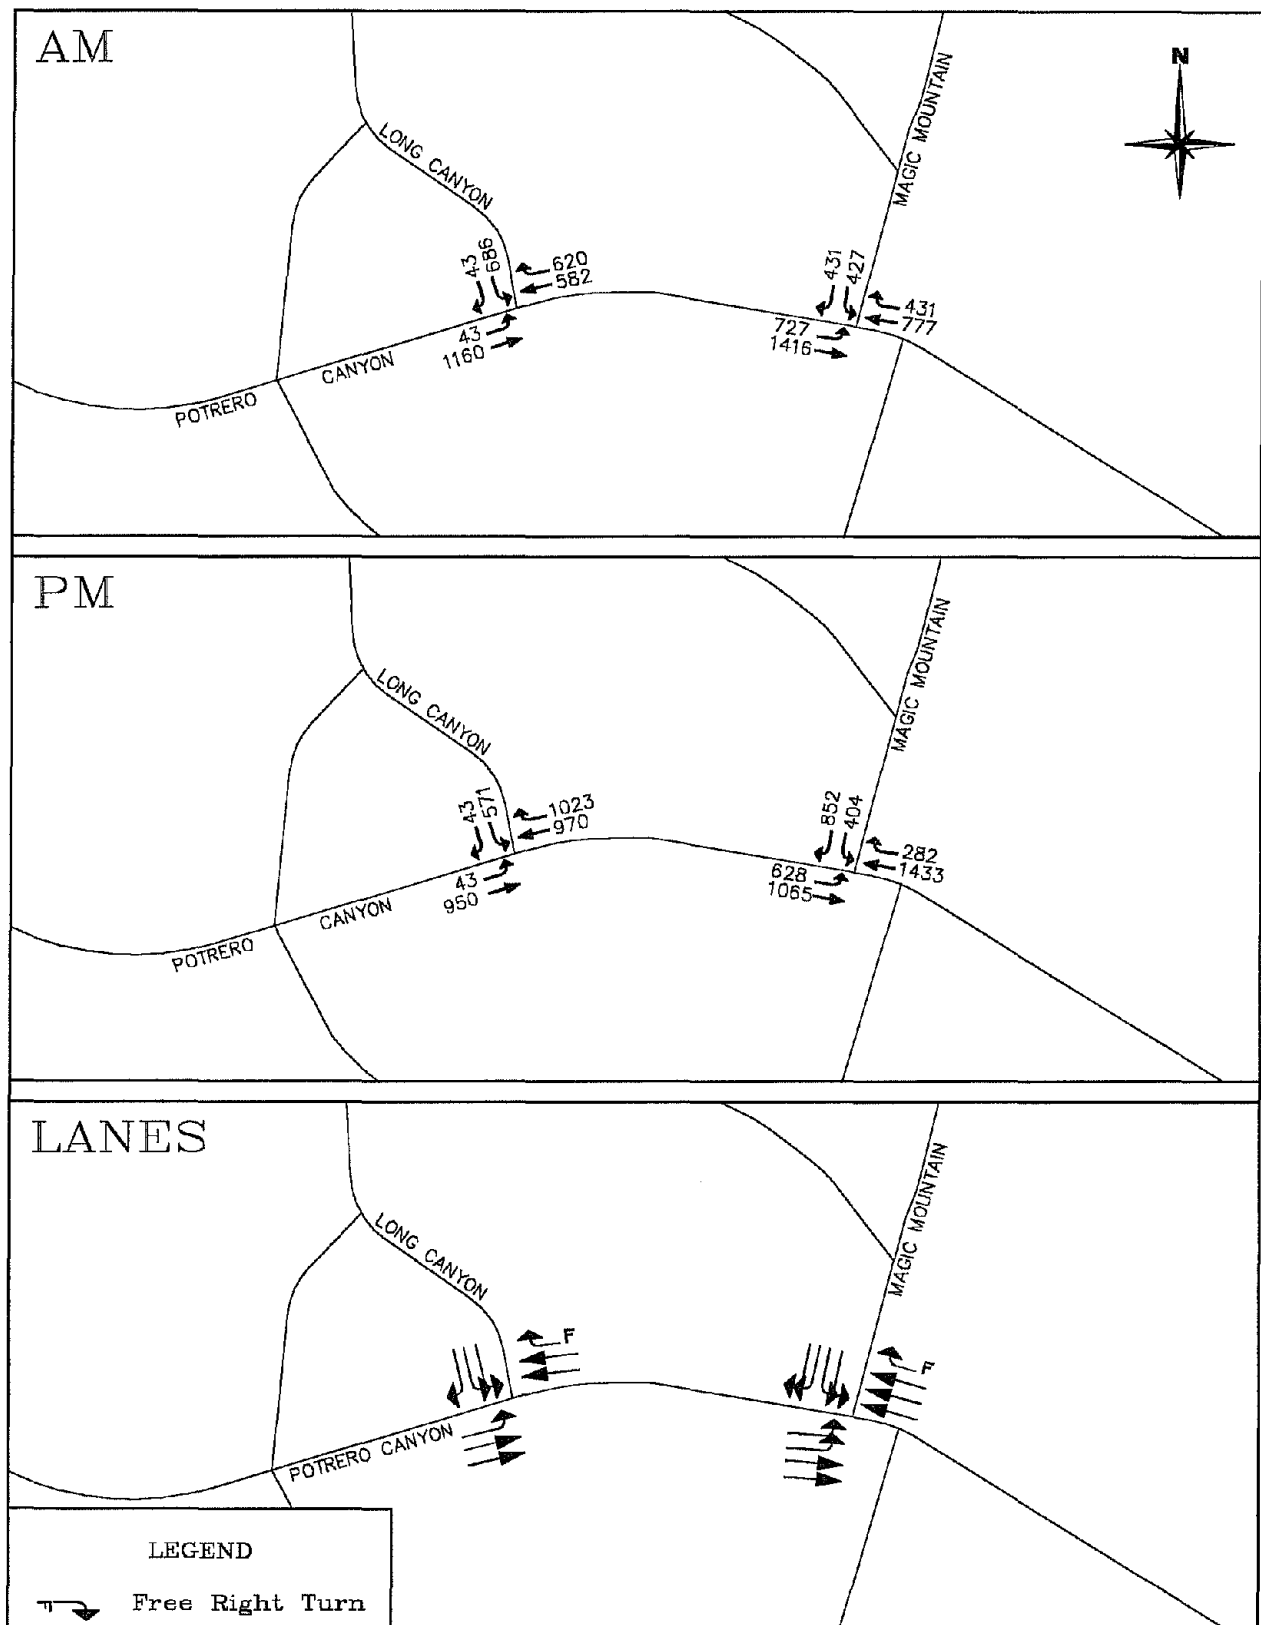 AM
N
LONG CANYON
MAGIC MOUNTAIN
43
686
620
582
43
1160
431
427
431
777
727
1416
POTRERO CANYON
PM
LONG CANYON
MAGIC MOUNTAIN
43
571
1023
970
43
950
852
404
282
1433
628
1065
POTRERO CANYON
LANES
LONG CANYON
MAGIC MOUNTAIN
F
F
POTRERO CANYON
LEGEND
F
Free Right Turn